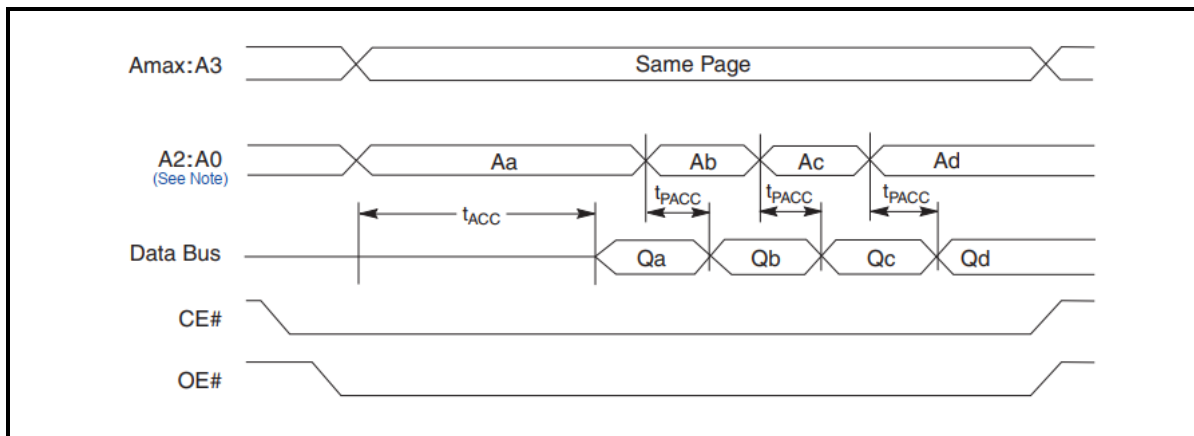 Amax:A3
Same Page
A2:A0
(See Note)
Aa
Ab
Ac
Ad
tACC
tPACC
tPACC
tPACC
Data Bus
Qa
Qb
Qc
Qd
CE#
OE#